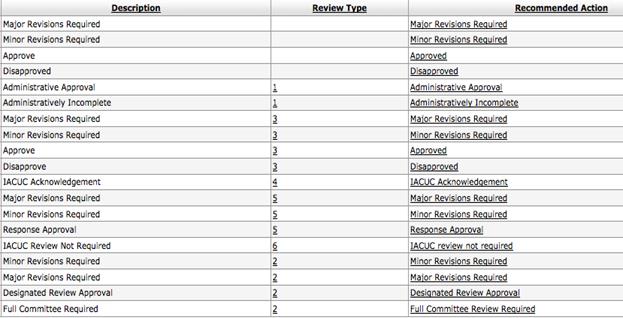 Description Review Type Recommended Action
Major Revisions Required Major Revisions Required
Minor Revisions Required Minor Revisions Required
Approve Approved
Disapproved Disapproved
Administrative Approval 1 Administrative Approval
Administratively Incomplete 1 Administratively Incomplete
Major Revisions Required 3 Major Revisions Required
Minor Revisions Required 3 Minor Revisions Required
Approve 3 Approved
Disapprove 3 Disapproved
IACUC Acknowledgement 4 IACUC Acknowledgement
Major Revisions Required 5 Major Revisions Required
Minor Revisions Required 5 Minor Revisions Required
Response Approval 5 Response Approval
IACUC Review Not Required 6 IACUC review not required
Minor Revisions Required 2 Minor Revisions Required
Major Revisions Required 2 Major Revisions Required
Designated Review Approval 2 Designated Review Approval
Full Committee Required 2 Full Committee Review Required